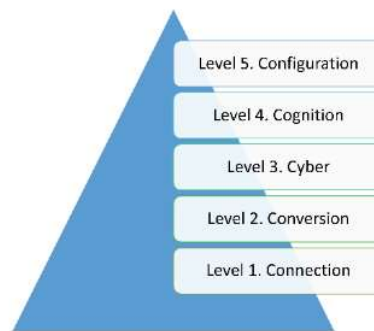 Level 5. Configuration
Level 4. Cognition
Level 3. Cyber
Level 2. Conversion
Level 1. Connection